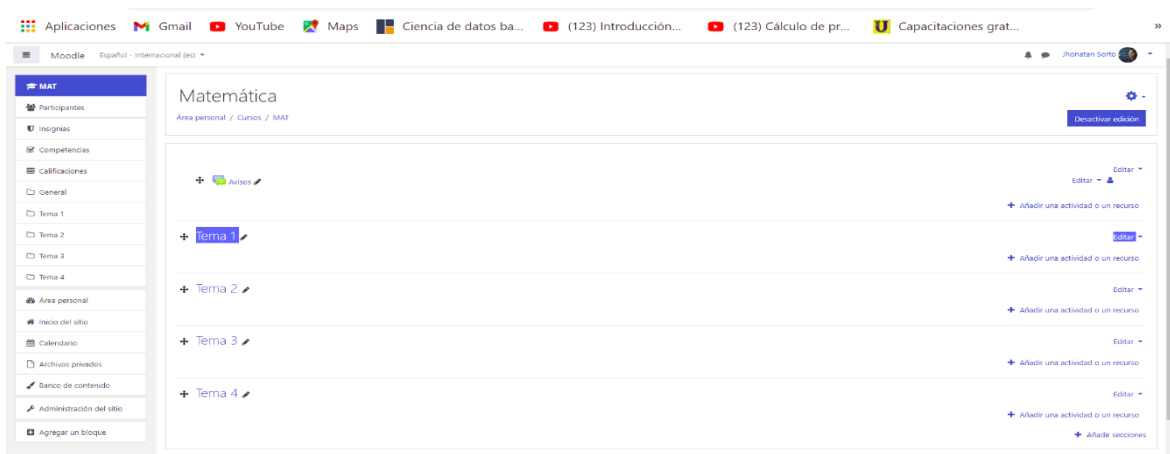 Aplicaciones Gmail YouTube Maps Ciencia de datos ba... (123) Introducción... (123) Cálculo de pr... Capacitaciones grat... »
Moodle Español - Internacional (es) Jhonatan Sorto
MAT
Participantes
Insignias
Competencias
Calificaciones
General
Tema 1
Tema 2
Tema 3
Tema 4
Área personal
Inicio del sitio
Calendario
Archivos privados
Banco de contenido
Administración del sitio
Agregar un bloque
Matemática
Área personal / Cursos / MAT
Desactivar edición
Editar
Avisos Editar
+ Añadir una actividad o un recurso
Tema 1 Editar
+ Añadir una actividad o un recurso
Tema 2 Editar
+ Añadir una actividad o un recurso
Tema 3 Editar
+ Añadir una actividad o un recurso
Tema 4 Editar
+ Añadir una actividad o un recurso
+ Añadir secciones